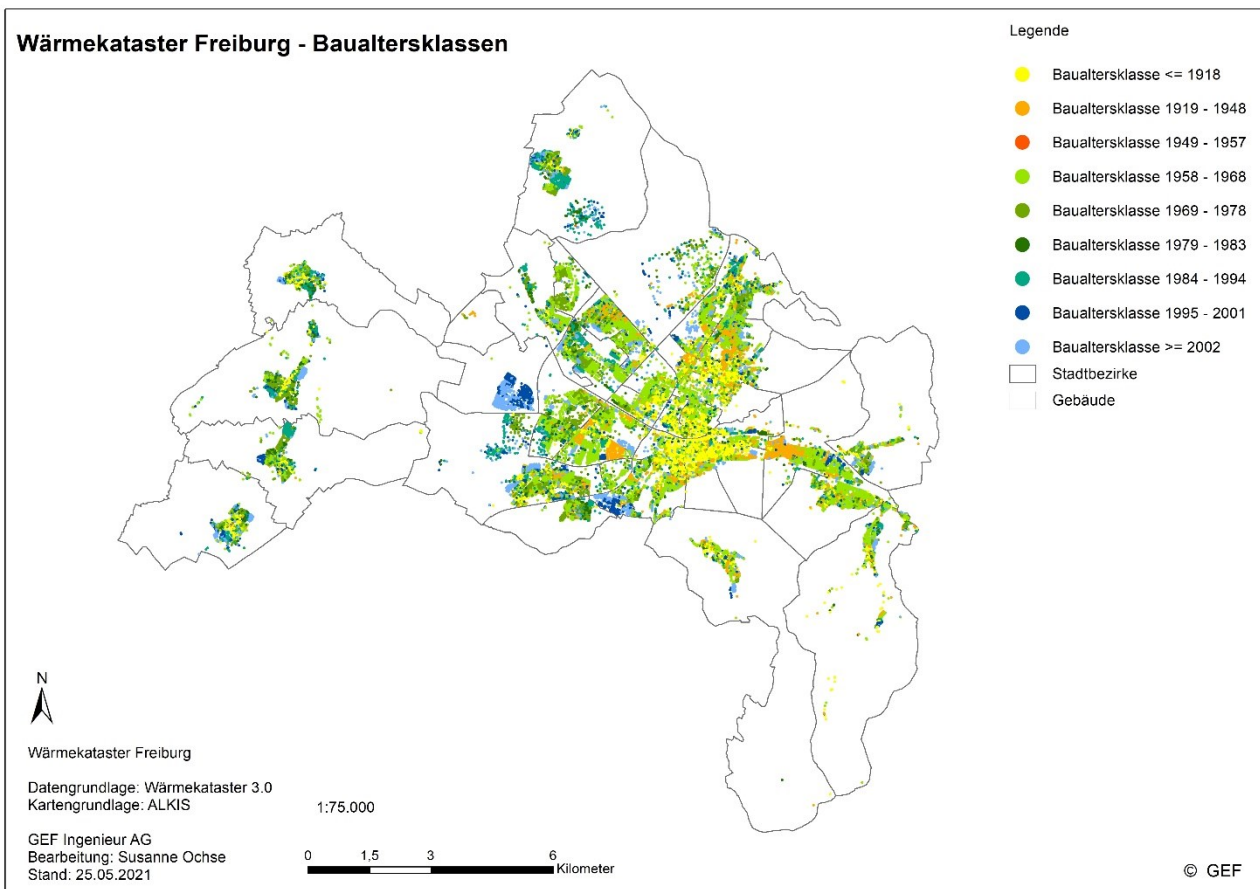 Wärmekataster Freiburg - Baualtersklassen
Legende
Baualtersklasse <= 1918
Baualtersklasse 1919 - 1948
Baualtersklasse 1949 - 1957
Baualtersklasse 1958 - 1968
Baualtersklasse 1969 - 1978
Baualtersklasse 1979 - 1983
Baualtersklasse 1984 - 1994
Baualtersklasse 1995 - 2001
Baualtersklasse >= 2002
Stadtbezirke
Gebäude
N
Wärmekataster Freiburg
Datengrundlage: Wärmekataster 3.0
Kartengrundlage: ALKIS
1:75.000
GEF Ingenieur AG
Bearbeitung: Susanne Ochse
Stand: 25.05.2021
0 1,5 3 6
Kilometer
© GEF